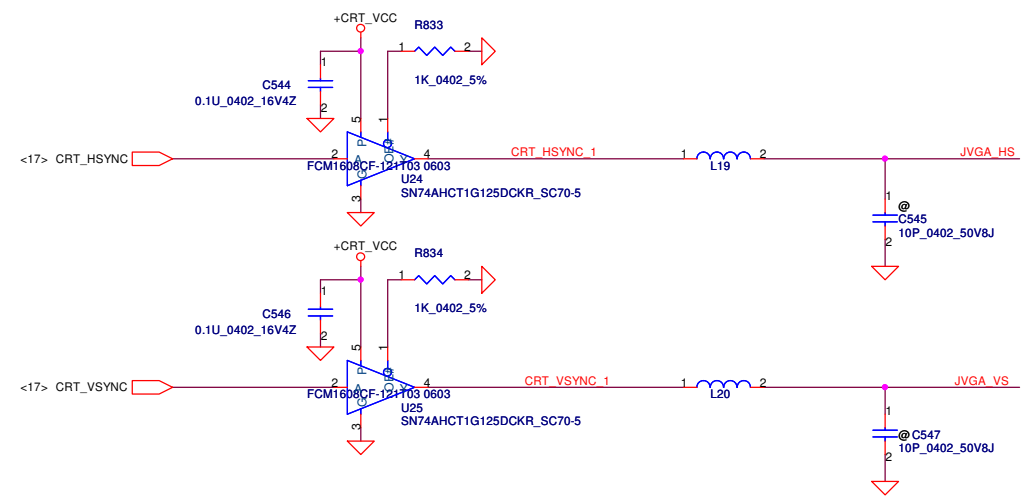 +CRT_VCC
R833
1 2
1K_0402_5%
1
C544
0.1U_0402_16V4Z
2
5
1
P
OE#
<17> CRT_HSYNC
2
A
Y
4
G
CRT_HSYNC_1
1 2
L19
JVGA_HS
FCM1608CF-121T03 0603
U24
SN74AHCT1G125DCKR_SC70-5
3
1
@
C545
10P_0402_50V8J
2
+CRT_VCC
R834
1 2
1K_0402_5%
1
C546
0.1U_0402_16V4Z
2
5
1
P
OE#
<17> CRT_VSYNC
2
A
Y
4
G
CRT_VSYNC_1
1 2
L20
JVGA_VS
FCM1608CF-121T03 0603
U25
SN74AHCT1G125DCKR_SC70-5
3
1
@ C547
10P_0402_50V8J
2